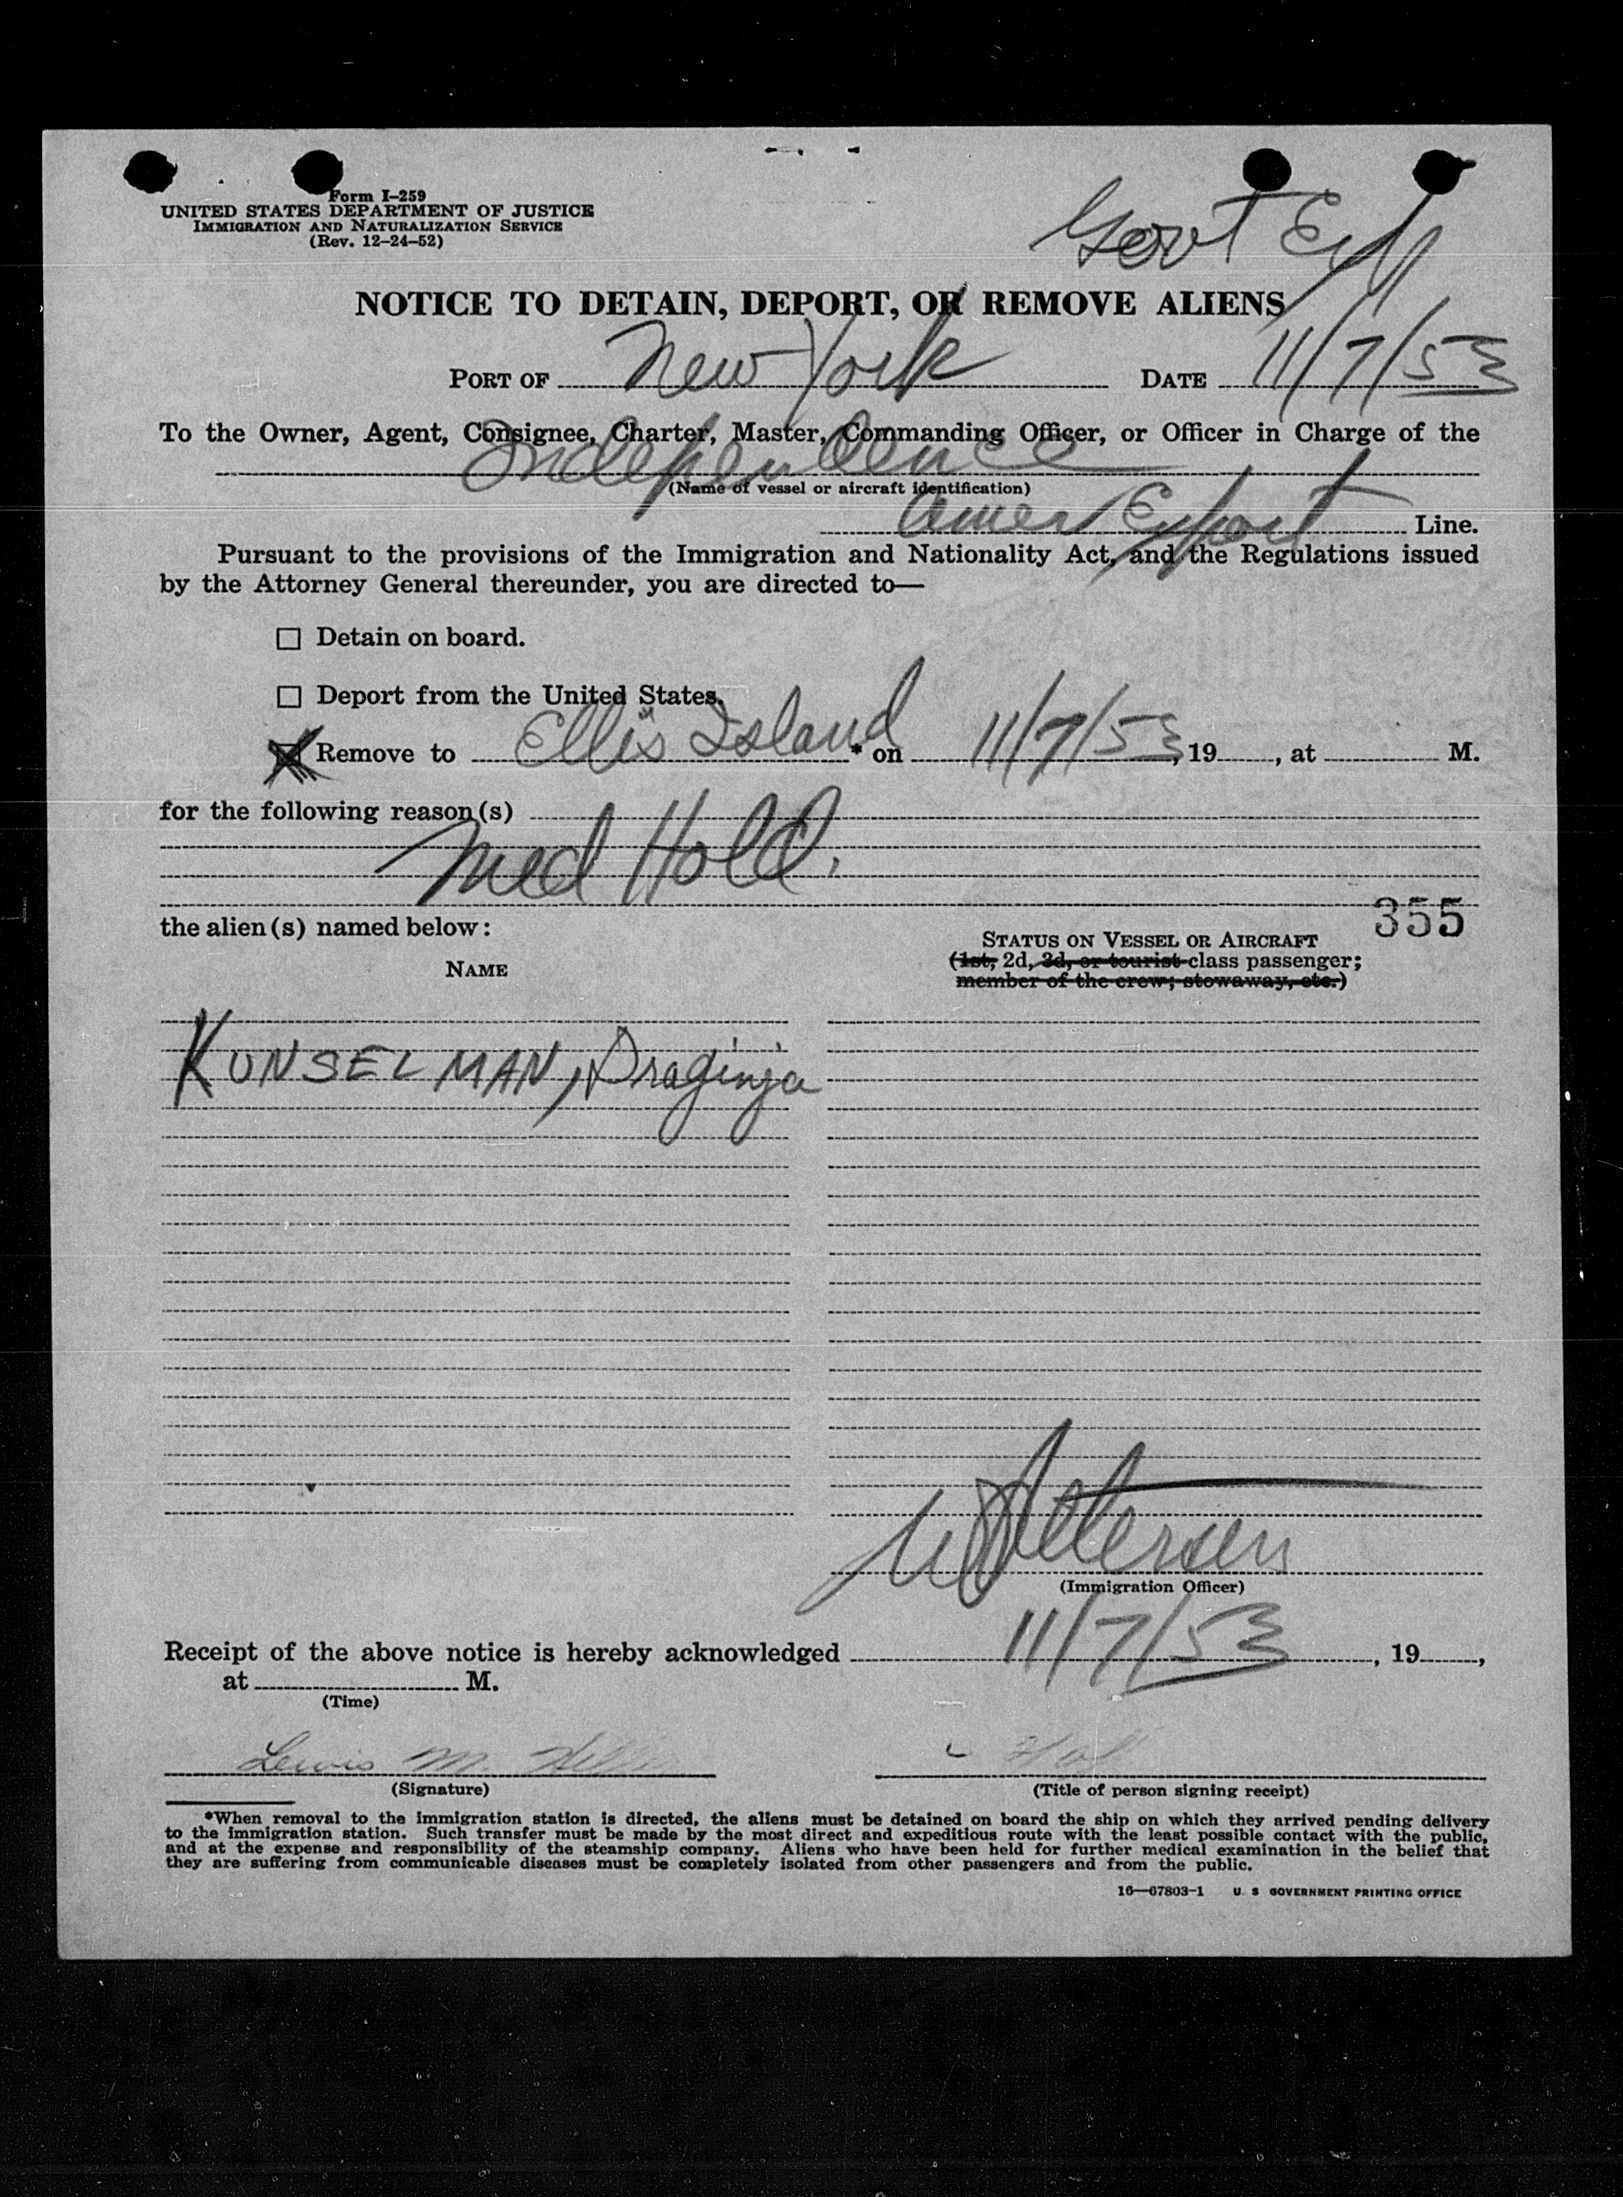 Form I-259
UNITED STATES DEPARTMENT OF JUSTICE
IMMIGRATION AND NATURALIZATION SERVICE
(Rev. 12-24-52)
Govt Exp
NOTICE TO DETAIN, DEPORT, OR REMOVE ALIENS
PORT OF New York DATE 11/7/53
To the Owner, Agent, Consignee, Charter, Master, Commanding Officer, or Officer in Charge of the
Independence
(Name of vessel or aircraft identification)
Amer Export Line.
Pursuant to the provisions of the Immigration and Nationality Act, and the Regulations issued
by the Attorney General thereunder, you are directed to—
☐ Detain on board.
☐ Deport from the United States.
☒ Remove to Ellis Island * on 11/7/53, 19____, at ____ M.
for the following reason(s)
Med Hold.
the alien(s) named below:
355
STATUS ON VESSEL OR AIRCRAFT
(1st, 2d, 3d, or tourist class passenger;
member of the crew; stowaway, etc.)
NAME
KUNSELMAN, Draginja
Petersen
(Immigration Officer)
Receipt of the above notice is hereby acknowledged 11/7/53, 19____,
at ____ M.
(Time)
Lewis M.
(Signature)
(Title of person signing receipt)
*When removal to the immigration station is directed, the aliens must be detained on board the ship on which they arrived pending delivery
to the immigration station. Such transfer must be made by the most direct and expeditious route with the least possible contact with the public,
and at the expense and responsibility of the steamship company. Aliens who have been held for further medical examination in the belief that
they are suffering from communicable diseases must be completely isolated from other passengers and from the public.
16—67803-1 U. S. GOVERNMENT PRINTING OFFICE